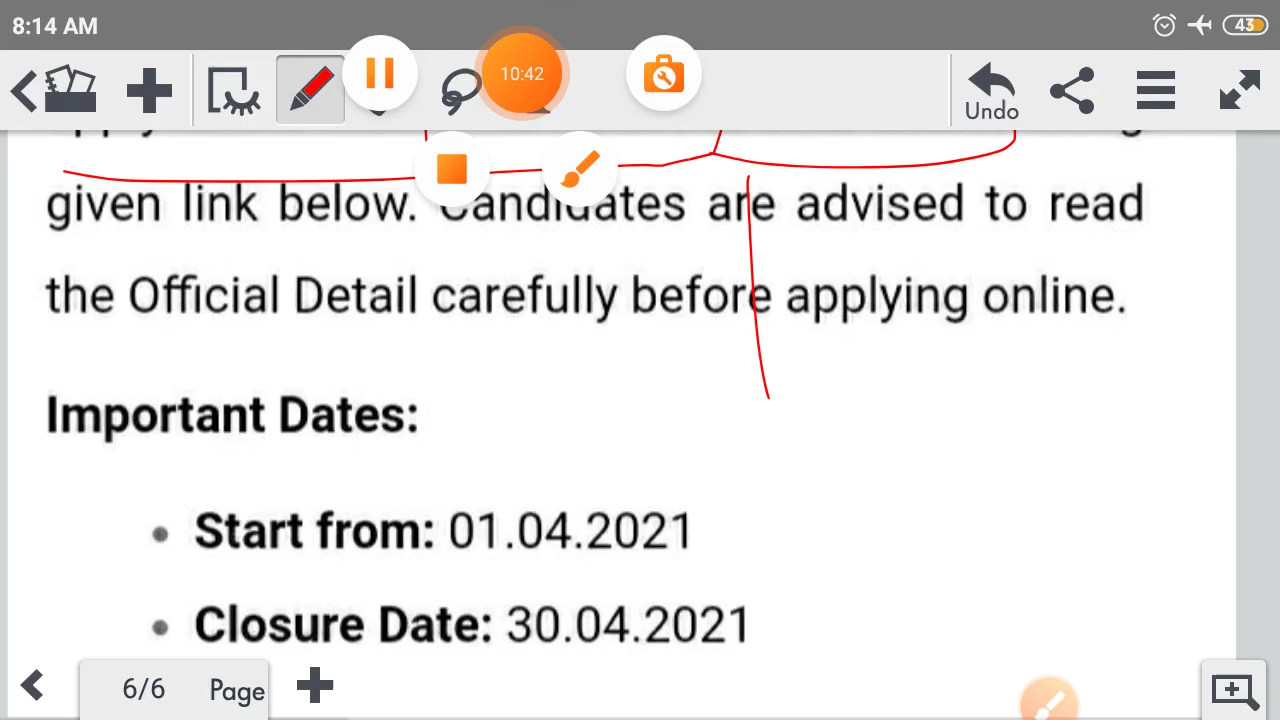 8:14 AM
43
10:42
Undo
given link below. Candidates are advised to read
the Official Detail carefully before applying online.
Important Dates:
Start from: 01.04.2021
Closure Date: 30.04.2021
6/6 Page